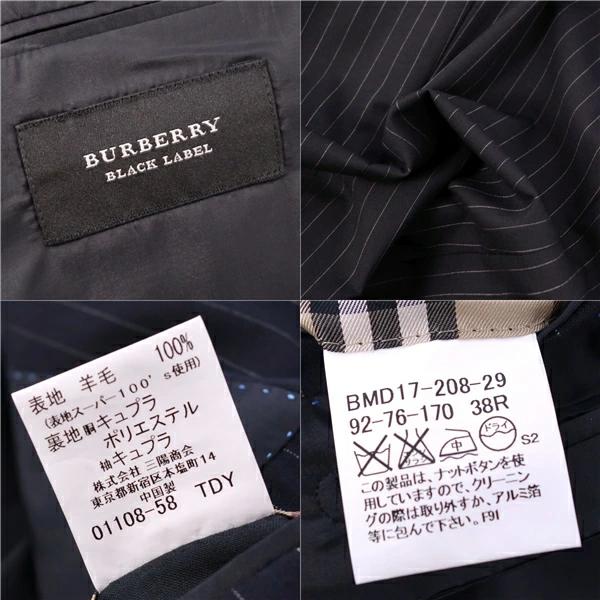 BURBERRY
BLACK LABEL
表地 羊毛 100%
(表地スーパー100's使用)
裏地胴キュプラ
ポリエステル
袖キュプラ
株式会社 三陽商会
東京都新宿区本塩町14
中国製
01108-58 TDY
BMD17-208-29
92-76-170 38R
中
ドライ
S2
この製品は、ナットボタンを使
用していますので、クリーニン
グの際は取り外すか、アルミ箔
等に包んで下さい。F9I